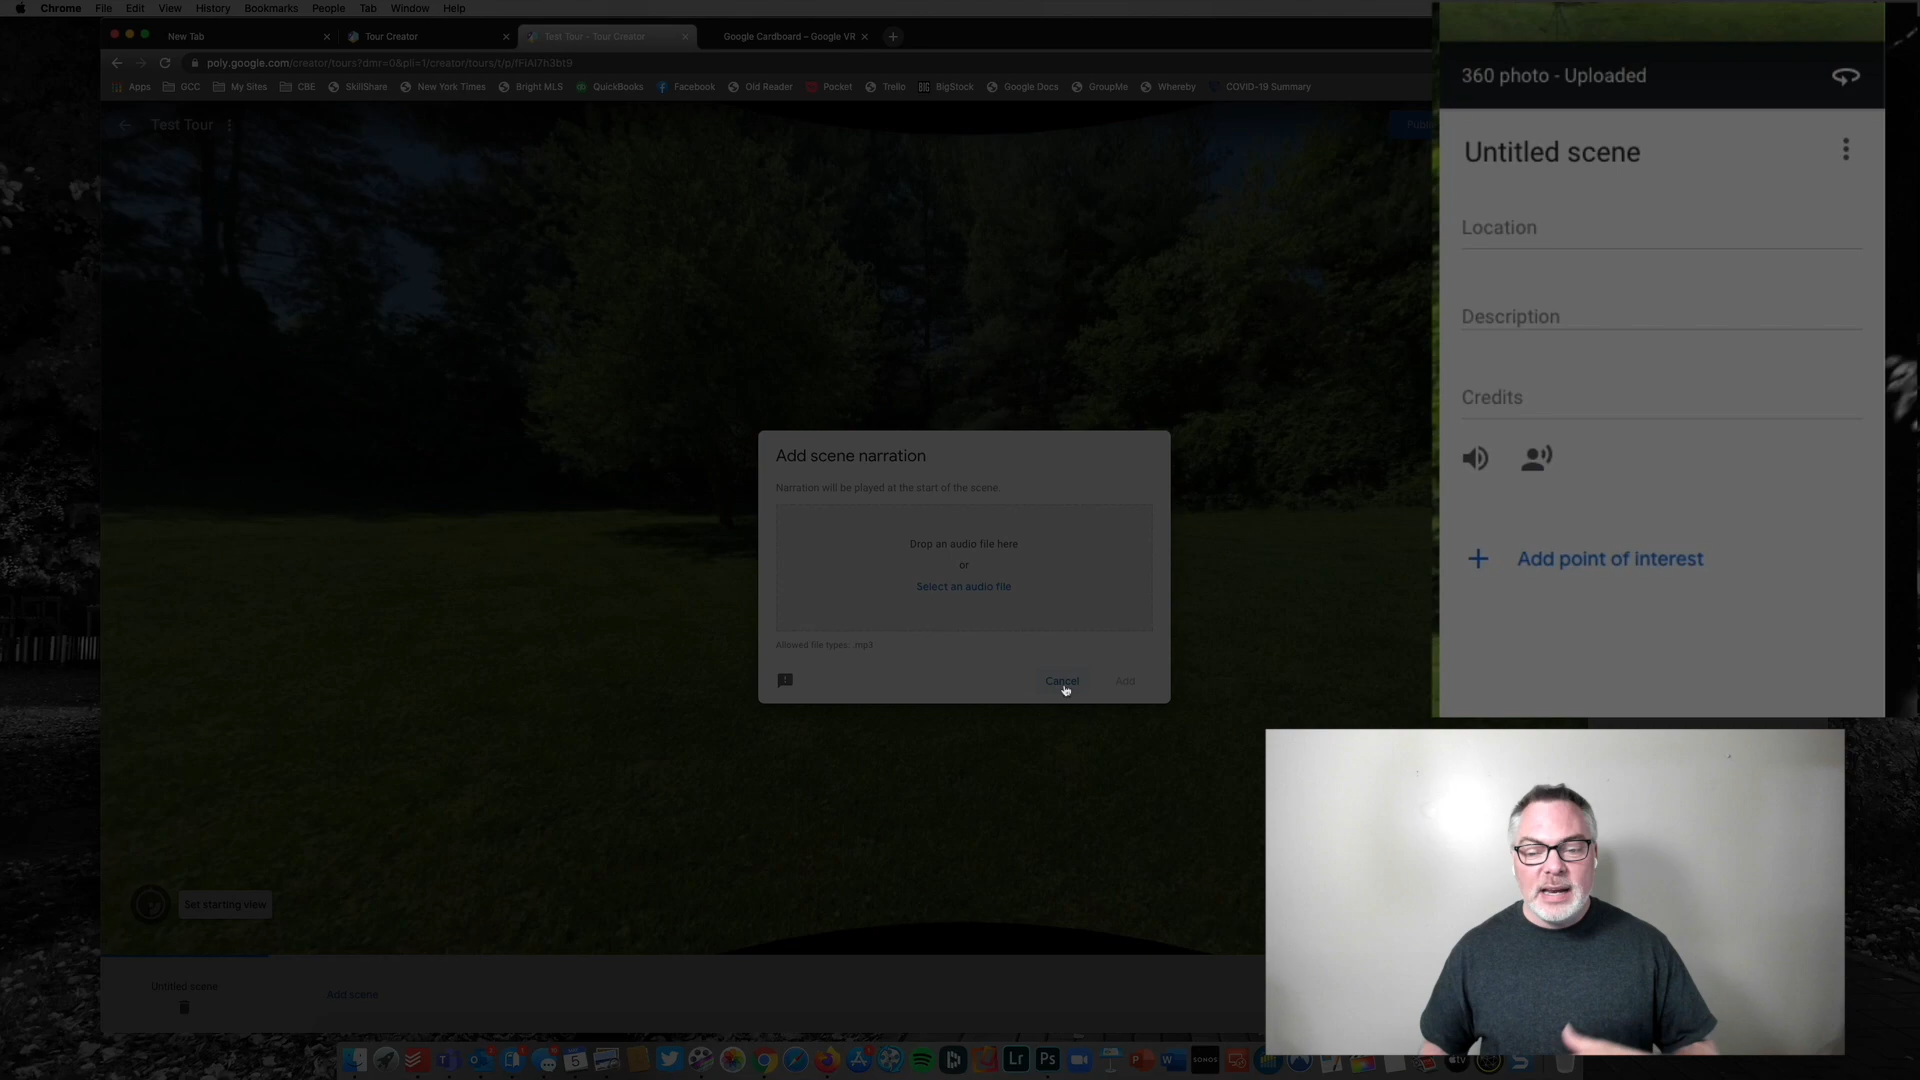 Chrome File Edit View History Bookmarks People Tab Window Help
New Tab
Tour Creator
Test Tour - Tour Creator
Google Cardboard – Google VR
poly.google.com/creator/tours?dmr=0&pli=1/creator/tours/t/p/fFiAI7h3bt9
Apps GCC My Sites CBE SkillShare New York Times Bright MLS QuickBooks Facebook Old Reader Pocket Trello BigStock Google Docs GroupMe Whereby COVID-19 Summary
Test Tour
360 photo - Uploaded
Untitled scene
Location
Description
Credits
Add point of interest
Add scene narration
Narration will be played at the start of the scene.
Drop an audio file here
or
Select an audio file
Allowed file types: .mp3
Cancel Add
Set starting view
Untitled scene
Add scene
5
Lr Ps
W SONOS
tv